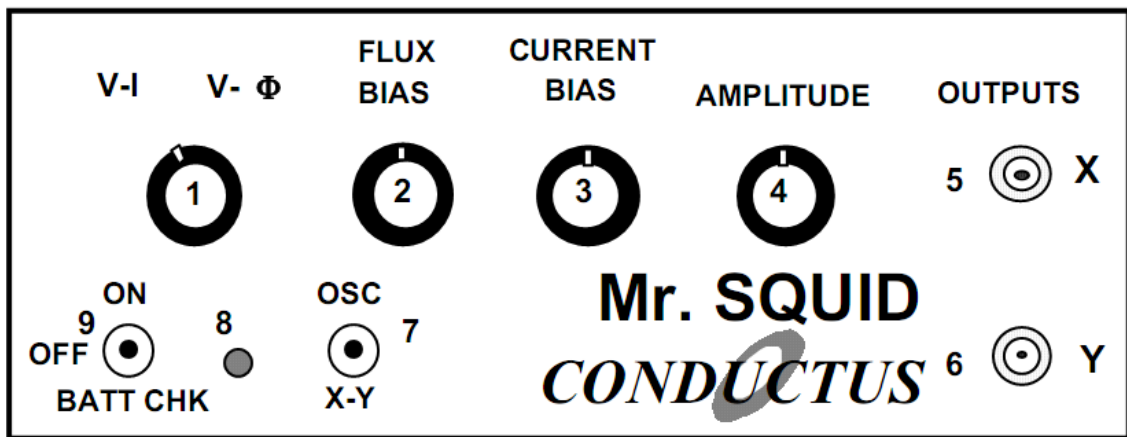 V-I V- Φ FLUX BIAS CURRENT BIAS AMPLITUDE OUTPUTS
1 2 3 4 5 X
ON OSC Mr. SQUID
9 8 7
OFF CONDUCTUS 6 Y
BATT CHK X-Y